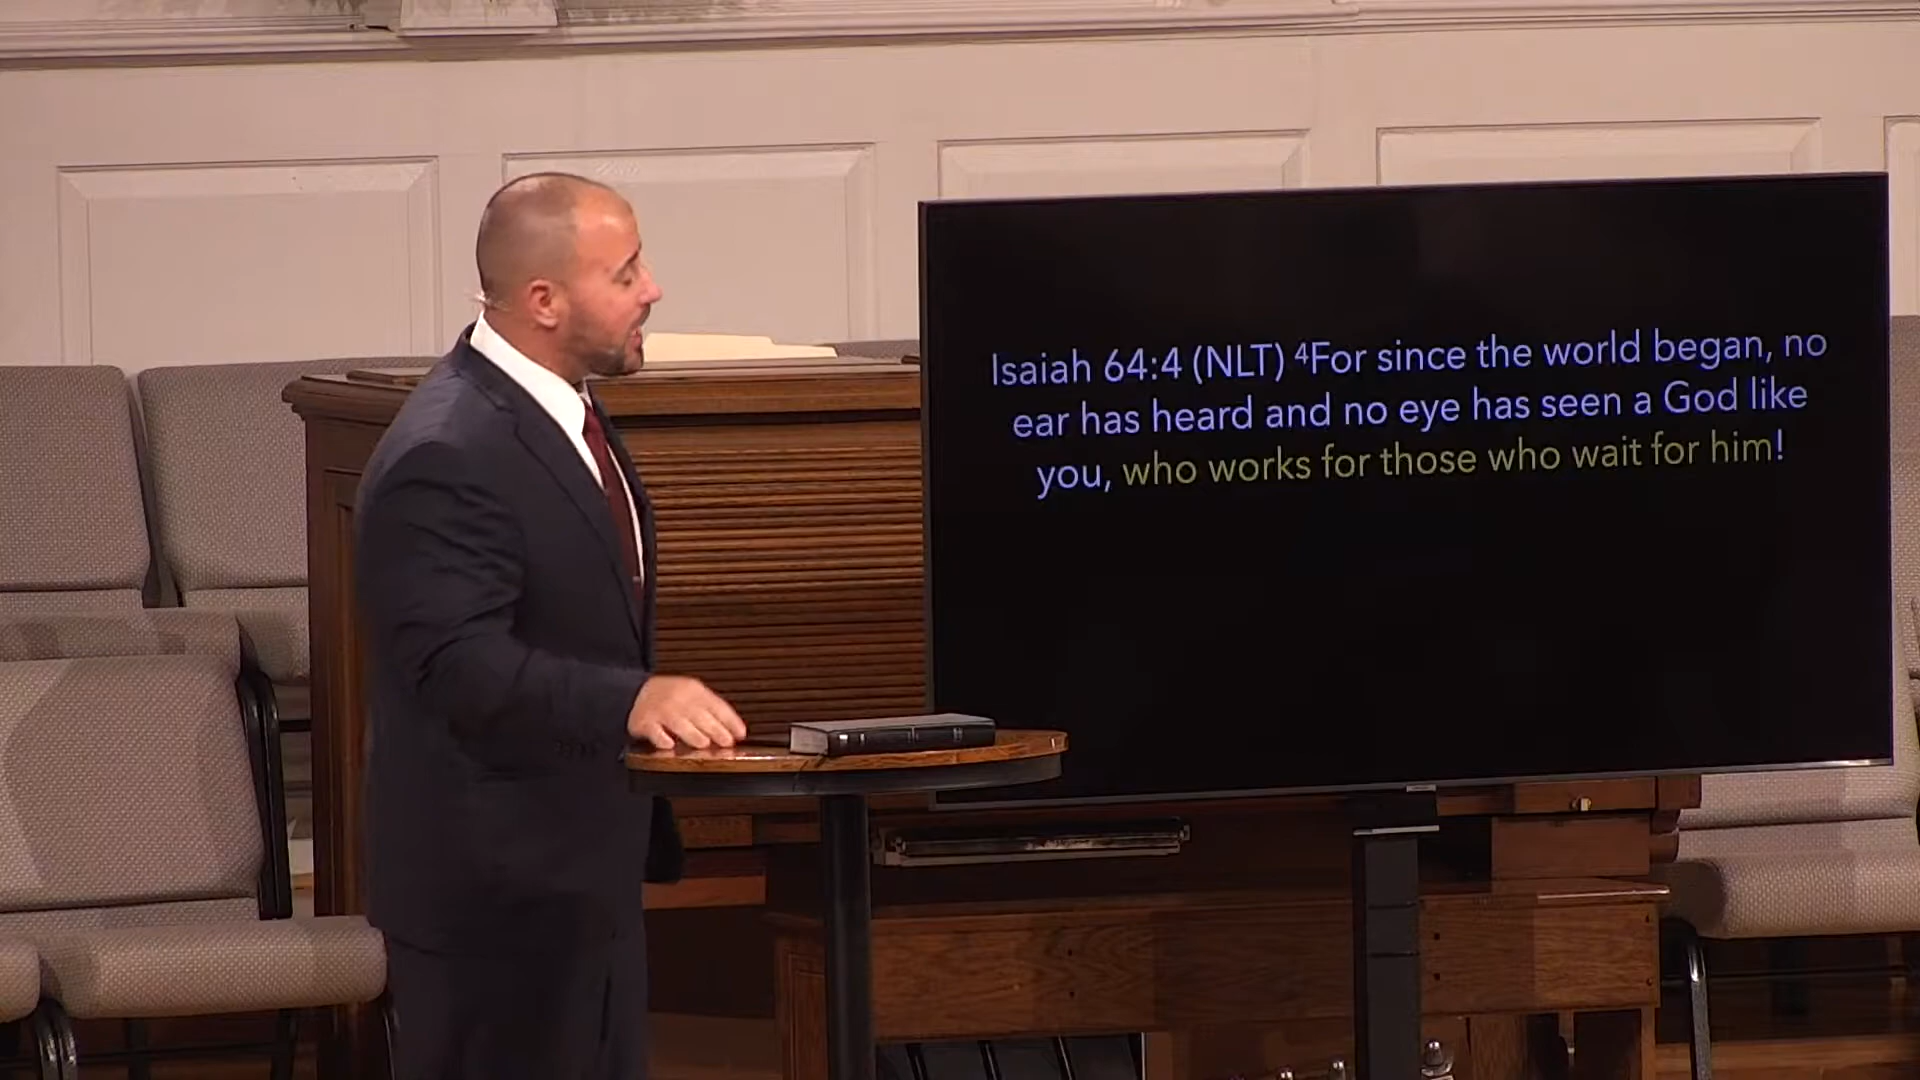 Isaiah 64:4 (NLT) ⁴For since the world began, no
ear has heard and no eye has seen a God like
you, who works for those who wait for him!